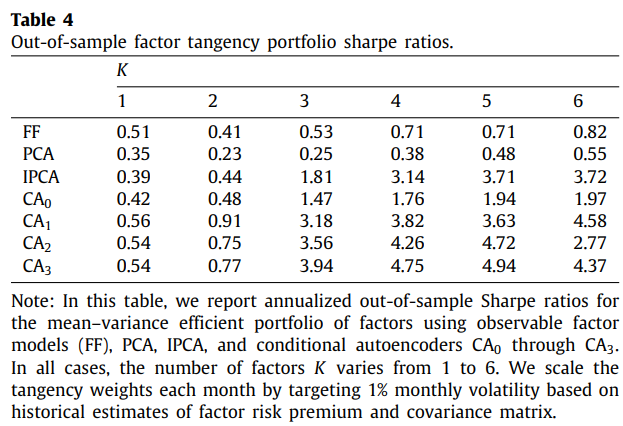 Table 4
Out-of-sample factor tangency portfolio sharpe ratios.
K
1 2 3 4 5 6
FF 0.51 0.41 0.53 0.71 0.71 0.82
PCA 0.35 0.23 0.25 0.38 0.48 0.55
IPCA 0.39 0.44 1.81 3.14 3.71 3.72
CA₀ 0.42 0.48 1.47 1.76 1.94 1.97
CA₁ 0.56 0.91 3.18 3.82 3.63 4.58
CA₂ 0.54 0.75 3.56 4.26 4.72 2.77
CA₃ 0.54 0.77 3.94 4.75 4.94 4.37
Note: In this table, we report annualized out-of-sample Sharpe ratios for
the mean–variance efficient portfolio of factors using observable factor
models (FF), PCA, IPCA, and conditional autoencoders CA₀ through CA₃.
In all cases, the number of factors K varies from 1 to 6. We scale the
tangency weights each month by targeting 1% monthly volatility based on
historical estimates of factor risk premium and covariance matrix.